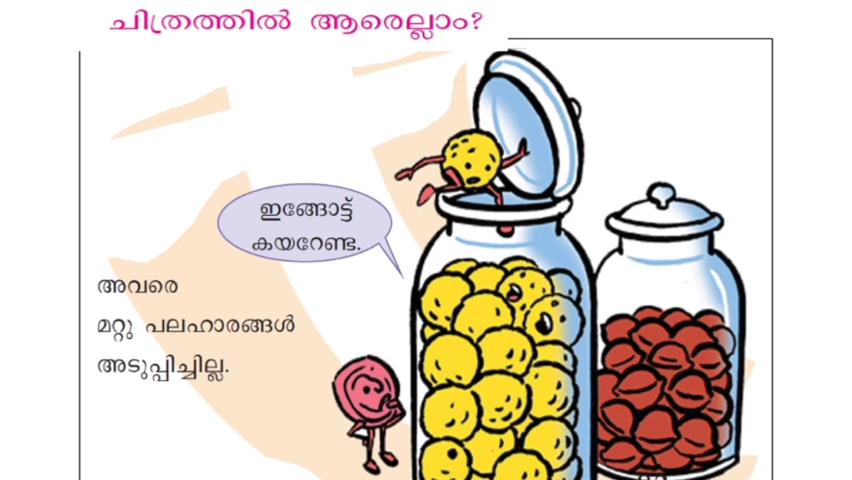 ചിത്രത്തിൽ ആരെല്ലാം?
ഇങ്ങോട്ട്
കയറേണ്ട.
അവരെ
മറ്റു പലഹാരങ്ങൾ
അടുപ്പിച്ചില്ല.